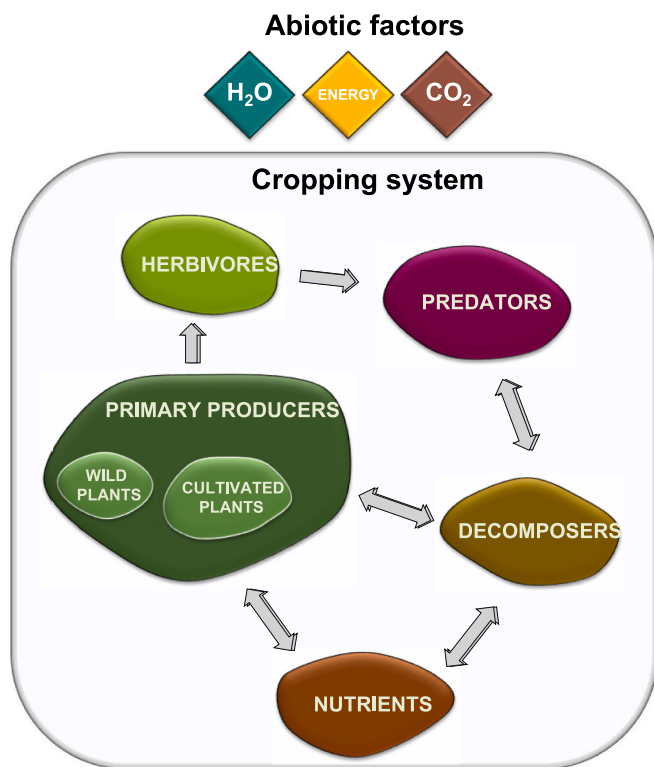 Abiotic factors
H₂O
ENERGY
CO₂
Cropping system
HERBIVORES
PREDATORS
PRIMARY PRODUCERS
WILD
PLANTS
CULTIVATED
PLANTS
DECOMPOSERS
NUTRIENTS